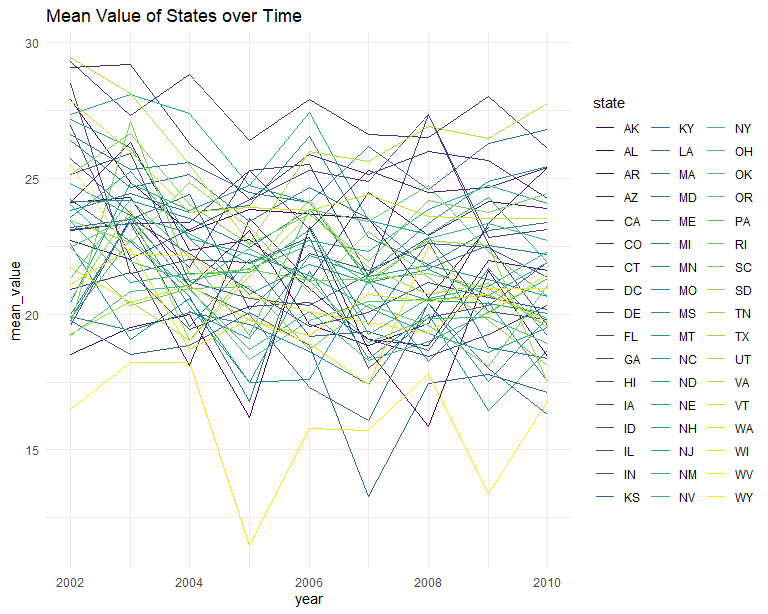 Mean Value of States over Time
30
25
20
15
mean_value
2002
2004
2006
2008
2010
year
state
AK
AL
AR
AZ
CA
CO
CT
DC
DE
FL
GA
HI
IA
ID
IL
IN
KS
KY
LA
MA
MD
ME
MI
MN
MO
MS
MT
NC
ND
NE
NH
NJ
NM
NV
NY
OH
OK
OR
PA
RI
SC
SD
TN
TX
UT
VA
VT
WA
WI
WV
WY